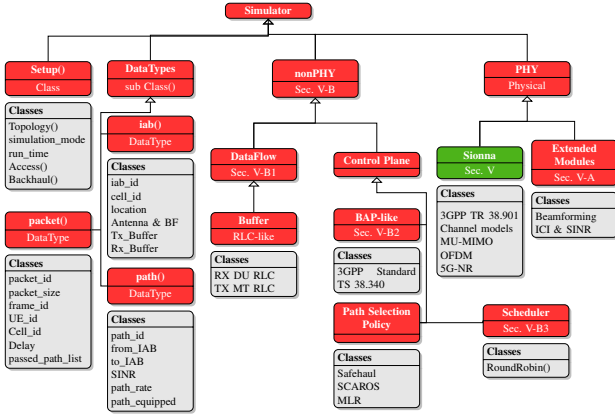 Simulator
Setup()
Class
DataTypes
sub Class()
nonPHY
Sec. V-B
PHY
Physical
Classes
Topology()
simulation_mode
run_time
Access()
Backhaul()
iab()
DataType
Classes
iab_id
cell_id
location
Antenna & BF
Tx_Buffer
Rx_Buffer
packet()
DataType
Classes
packet_id
packet_size
frame_id
UE_id
Cell_id
Delay
passed_path_list
path()
DataType
Classes
path_id
from_IAB
to_IAB
SINR
path_rate
path_equipped
DataFlow
Sec. V-B1
Buffer
RLC-like
Classes
RX DU RLC
TX MT RLC
Control Plane
BAP-like
Sec. V-B2
Classes
3GPP Standard
TS 38.340
Path Selection
Policy
Classes
Safehaul
SCAROS
MLR
Scheduler
Sec. V-B3
Classes
RoundRobin()
Sionna
Sec. V
Classes
3GPP TR 38.901
Channel models
MU-MIMO
OFDM
5G-NR
Extended
Modules
Sec. V-A
Classes
Beamforming
ICI & SINR